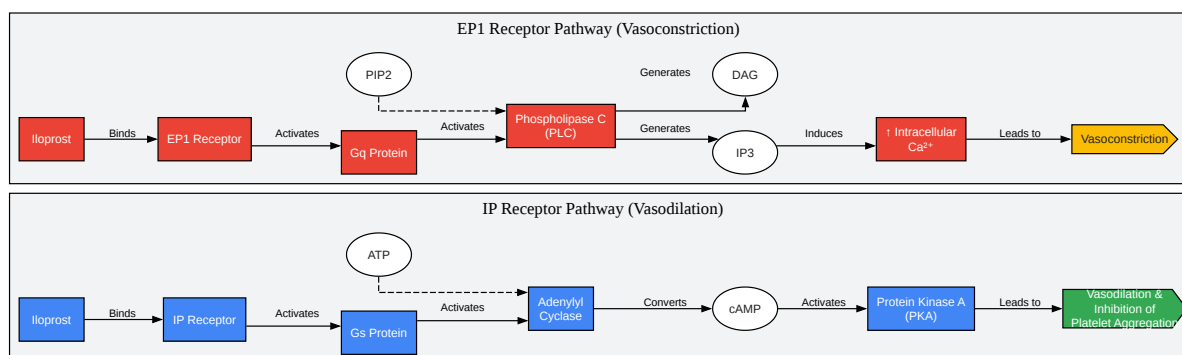 EP1 Receptor Pathway (Vasoconstriction)
PIP2
Generates
DAG
Iloprost
Binds
EP1 Receptor
Activates
Gq Protein
Activates
Phospholipase C
(PLC)
Generates
IP3
Induces
↑ Intracellular
Ca²⁺
Leads to
Vasoconstriction
IP Receptor Pathway (Vasodilation)
ATP
Iloprost
Binds
IP Receptor
Activates
Gs Protein
Activates
Adenylyl
Cyclase
Converts
cAMP
Activates
Protein Kinase A
(PKA)
Leads to
Vasodilation &
Inhibition of
Platelet Aggregation